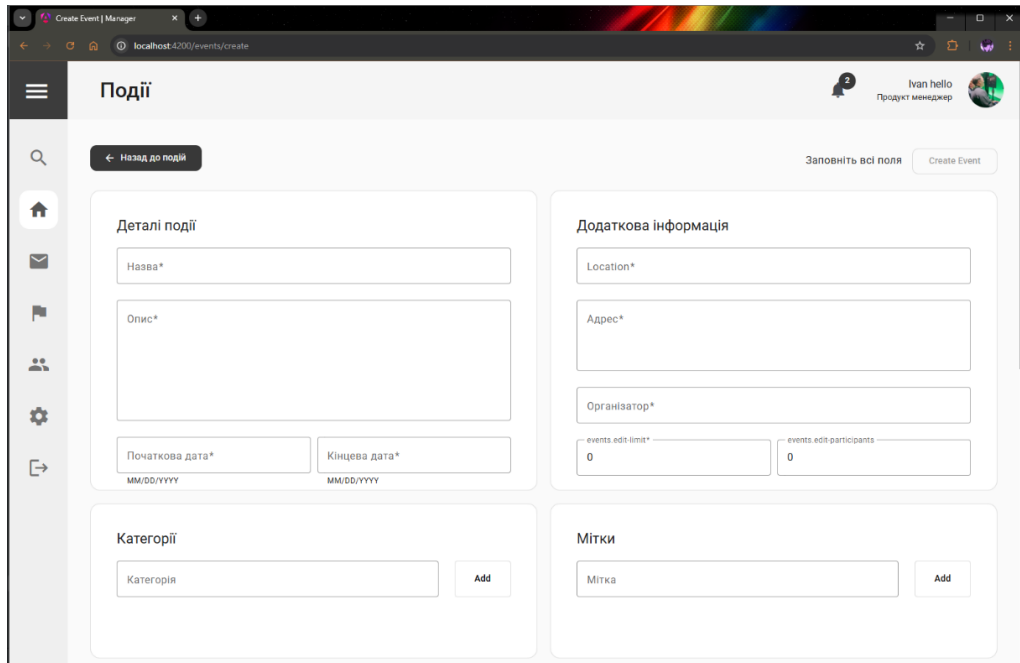 Create Event | Manager
localhost:4200/events/create
Події
2
Ivan hello
Продукт менеджер
← Назад до подій
Заповніть всі поля
Create Event
Деталі події
Назва*
Опис*
Початкова дата*
Кінцева дата*
MM/DD/YYYY
MM/DD/YYYY
Додаткова інформація
Location*
Адрес*
Організатор*
events.edit-limit*
events.edit-participants
0
0
Категорії
Категорія
Add
Мітки
Мітка
Add